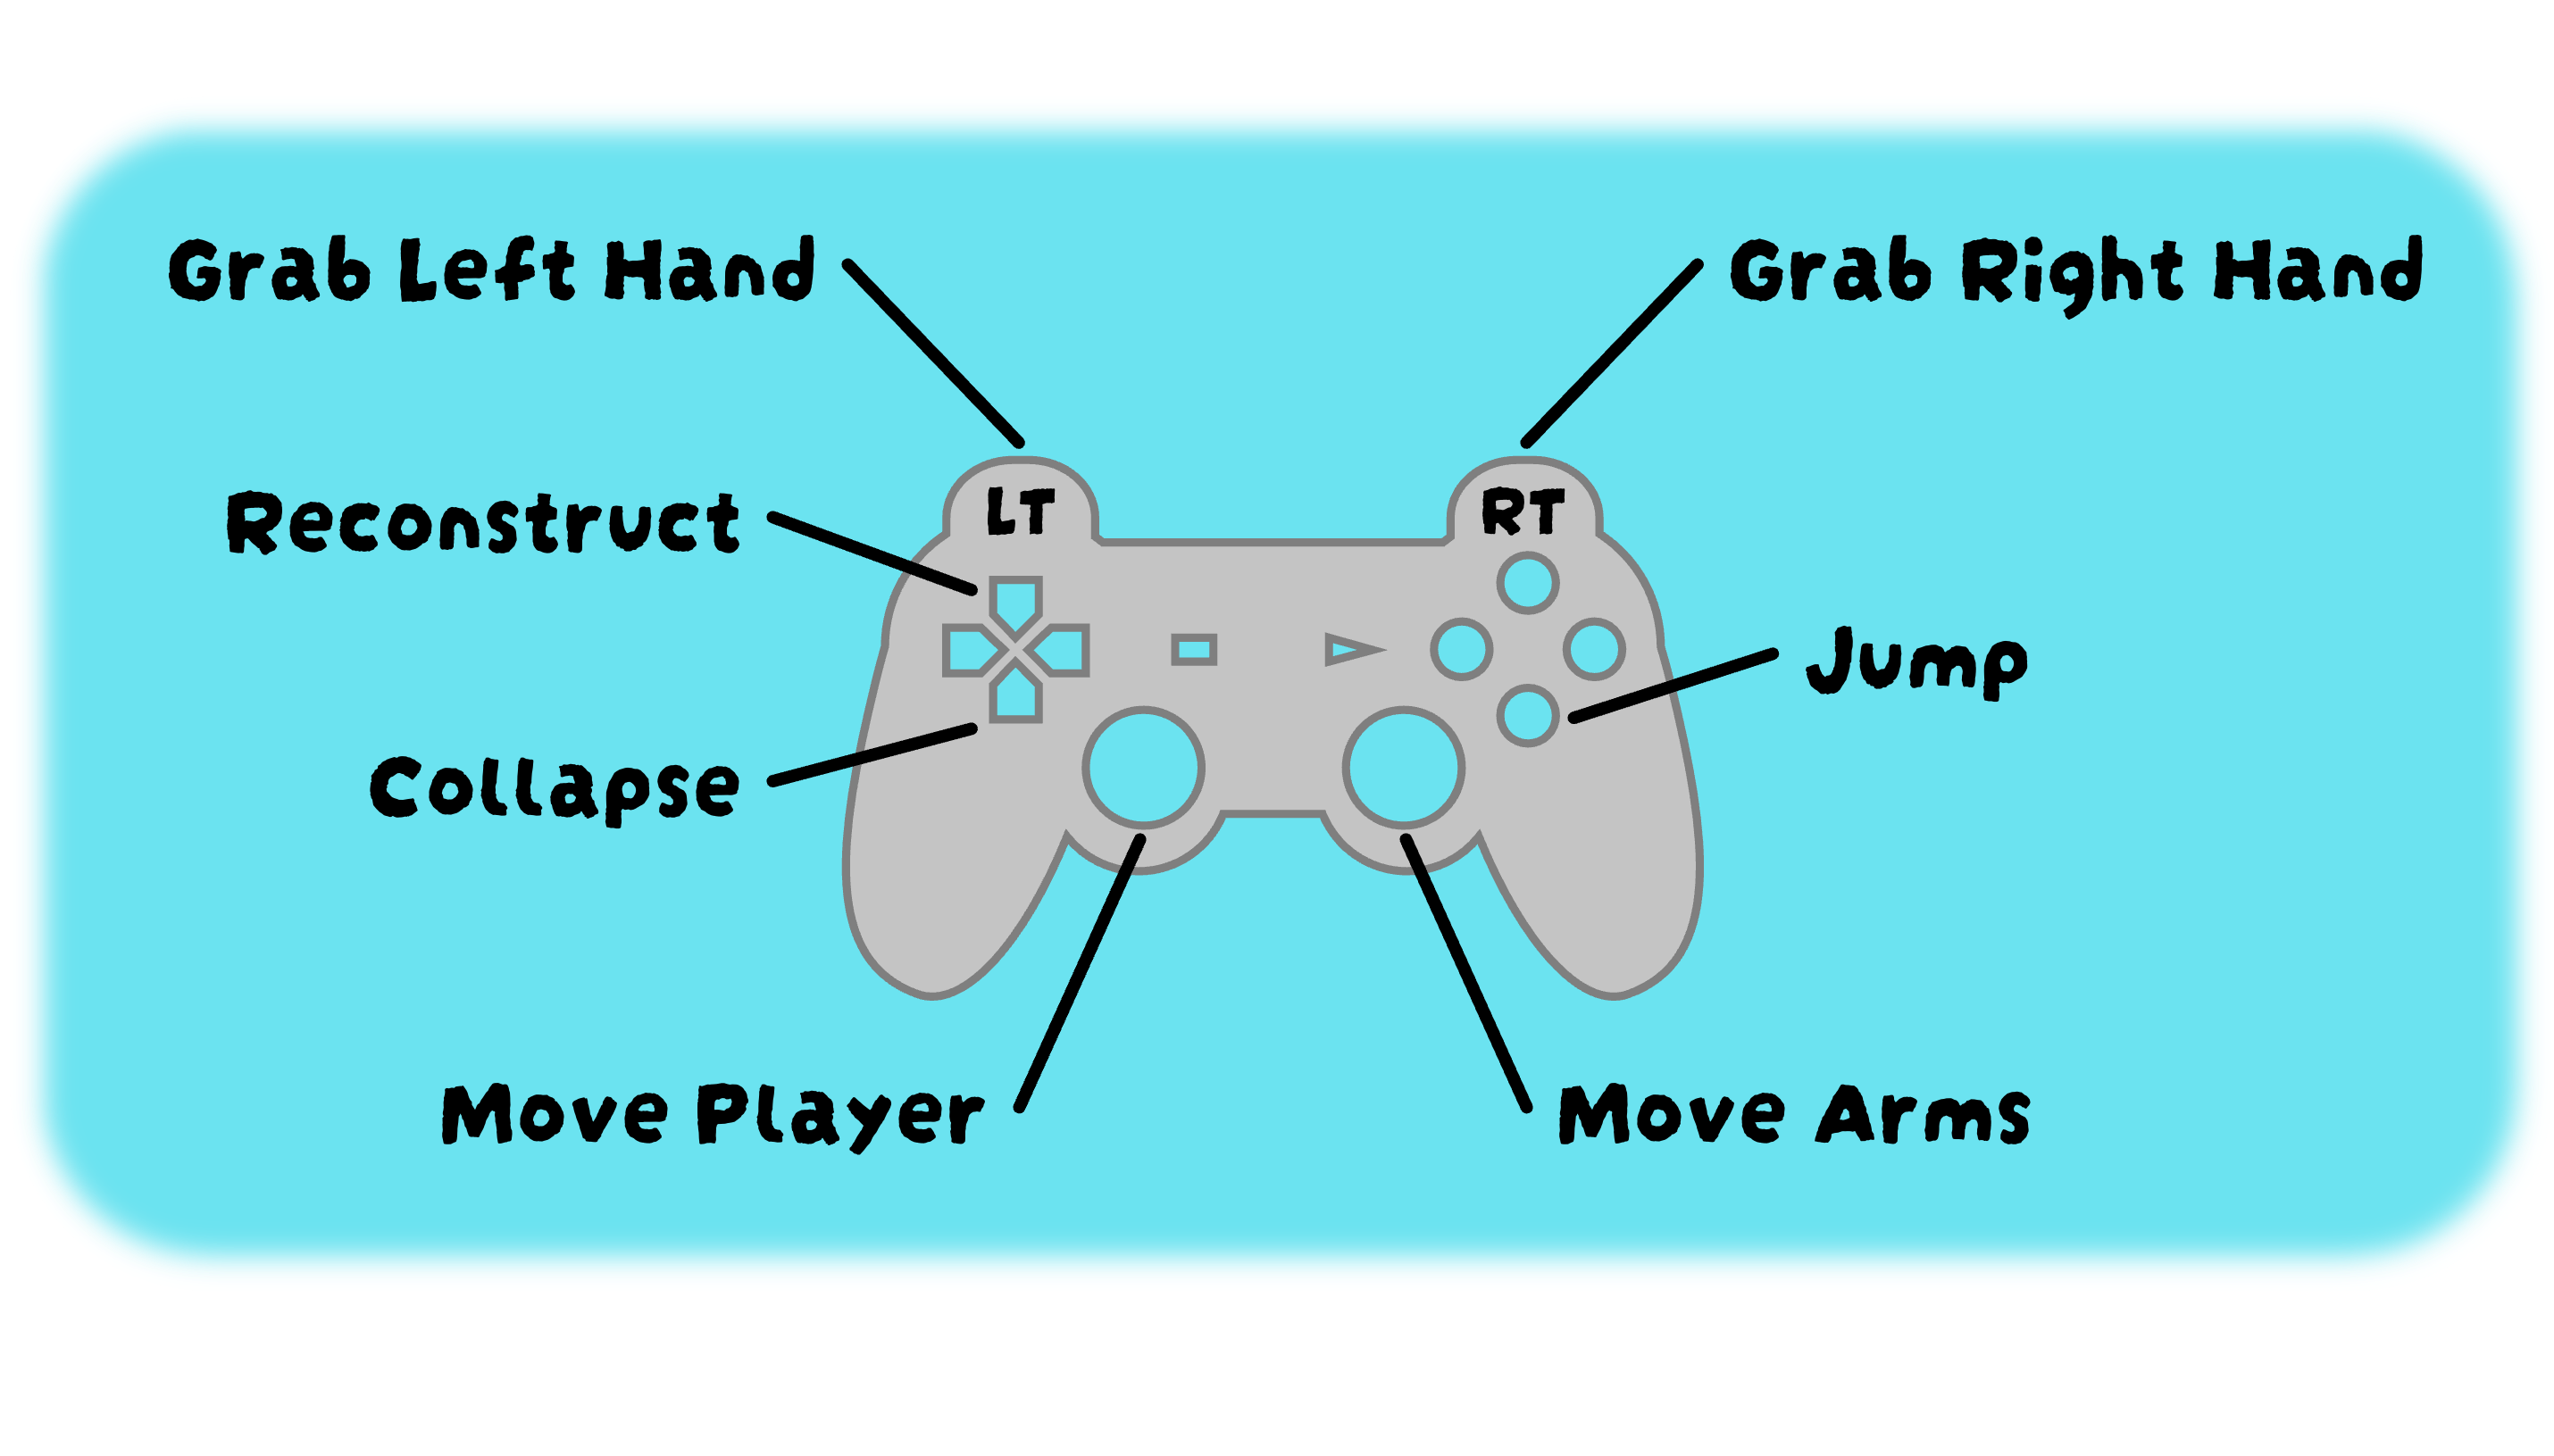 Grab Left Hand
Grab Right Hand
LT
RT
Reconstruct
Jump
Collapse
Move Player
Move Arms